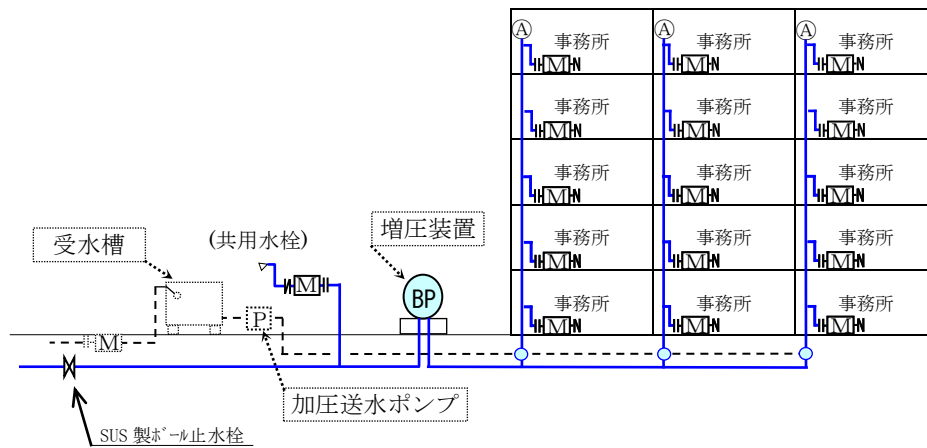 Ⓐ Ⓐ Ⓐ
事務所 事務所 事務所
M N M N M N
事務所 事務所 事務所
M N M N M N
事務所 事務所 事務所
M N M N M N
事務所 事務所 事務所
M N M N M N
事務所 事務所 事務所
M N M N M N
増圧装置
(共用水栓)
受水槽
M
BP
P
M
加圧送水ポンプ
SUS 製ボール止水栓